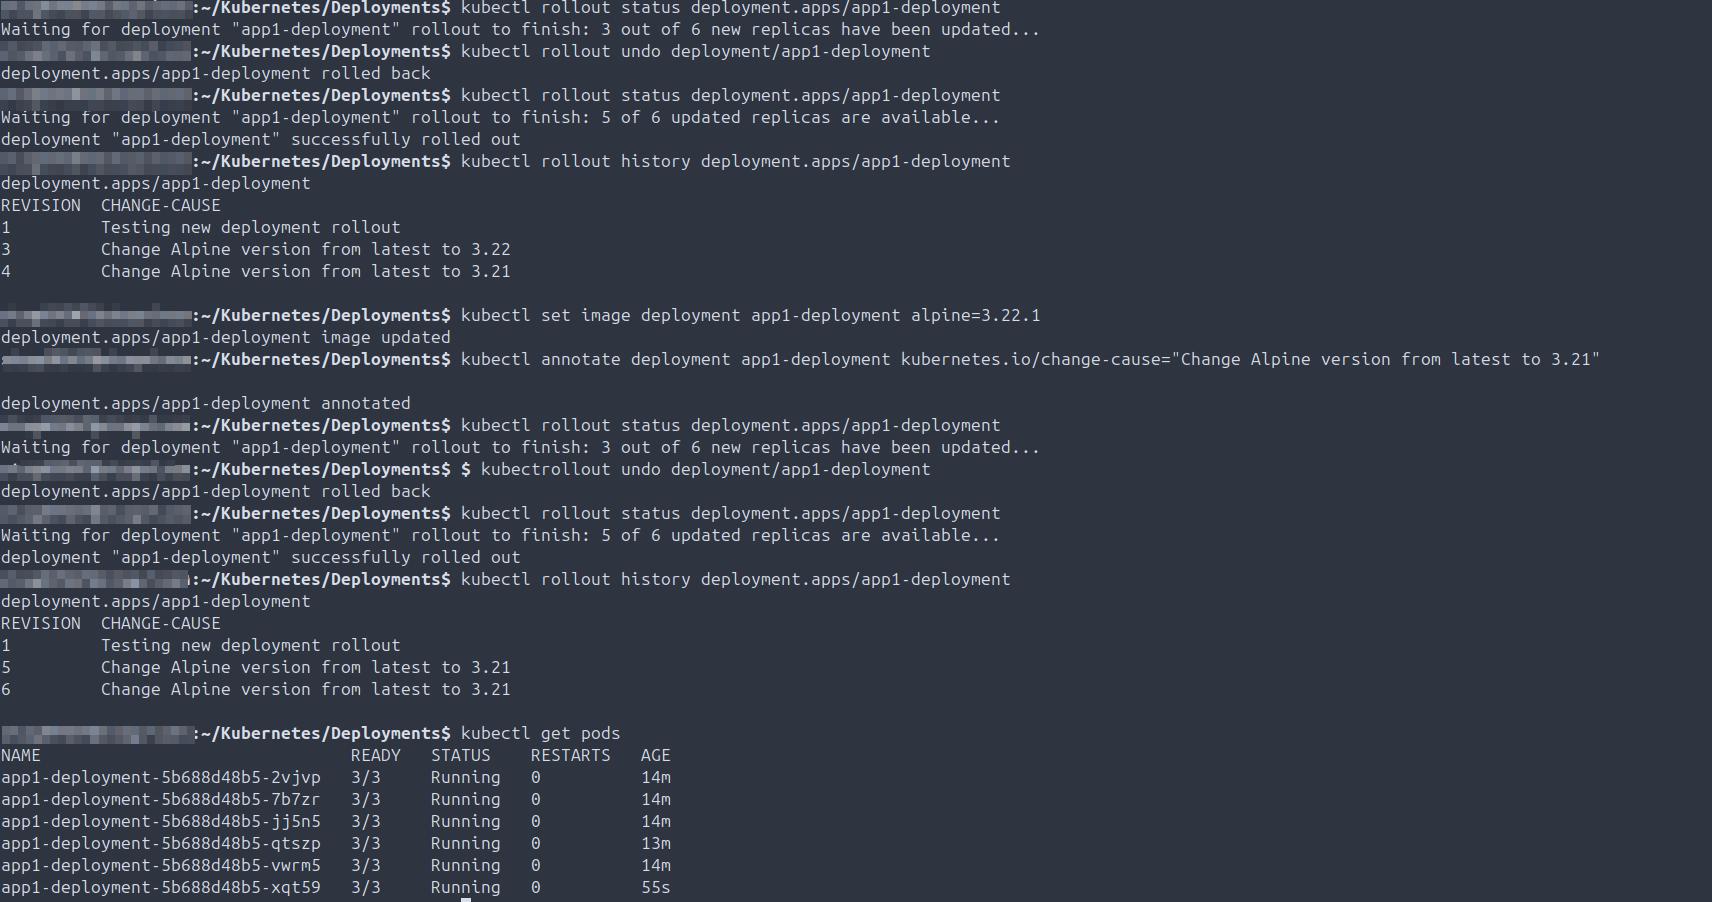 :~/Kubernetes/Deployments$ kubectl rollout status deployment.apps/app1-deployment
Waiting for deployment "app1-deployment" rollout to finish: 3 out of 6 new replicas have been updated...
:~/Kubernetes/Deployments$ kubectl rollout undo deployment/app1-deployment
deployment.apps/app1-deployment rolled back
:~/Kubernetes/Deployments$ kubectl rollout status deployment.apps/app1-deployment
Waiting for deployment "app1-deployment" rollout to finish: 5 of 6 updated replicas are available...
deployment "app1-deployment" successfully rolled out
:~/Kubernetes/Deployments$ kubectl rollout history deployment.apps/app1-deployment
deployment.apps/app1-deployment
REVISION  CHANGE-CAUSE
1         Testing new deployment rollout
3         Change Alpine version from latest to 3.22
4         Change Alpine version from latest to 3.21
:~/Kubernetes/Deployments$ kubectl set image deployment app1-deployment alpine=3.22.1
deployment.apps/app1-deployment image updated
:~/Kubernetes/Deployments$ kubectl annotate deployment app1-deployment kubernetes.io/change-cause="Change Alpine version from latest to 3.21"
deployment.apps/app1-deployment annotated
:~/Kubernetes/Deployments$ kubectl rollout status deployment.apps/app1-deployment
Waiting for deployment "app1-deployment" rollout to finish: 3 out of 6 new replicas have been updated...
:~/Kubernetes/Deployments$ $ kubectrollout undo deployment/app1-deployment
deployment.apps/app1-deployment rolled back
:~/Kubernetes/Deployments$ kubectl rollout status deployment.apps/app1-deployment
Waiting for deployment "app1-deployment" rollout to finish: 5 of 6 updated replicas are available...
deployment "app1-deployment" successfully rolled out
:~/Kubernetes/Deployments$ kubectl rollout history deployment.apps/app1-deployment
deployment.apps/app1-deployment
REVISION  CHANGE-CAUSE
1         Testing new deployment rollout
5         Change Alpine version from latest to 3.21
6         Change Alpine version from latest to 3.21
:~/Kubernetes/Deployments$ kubectl get pods
NAME                               READY   STATUS    RESTARTS   AGE
app1-deployment-5b688d48b5-2vjvp   3/3     Running   0          14m
app1-deployment-5b688d48b5-7b7zr   3/3     Running   0          14m
app1-deployment-5b688d48b5-jj5n5   3/3     Running   0          14m
app1-deployment-5b688d48b5-qtszp   3/3     Running   0          13m
app1-deployment-5b688d48b5-vwrm5   3/3     Running   0          14m
app1-deployment-5b688d48b5-xqt59   3/3     Running   0          55s